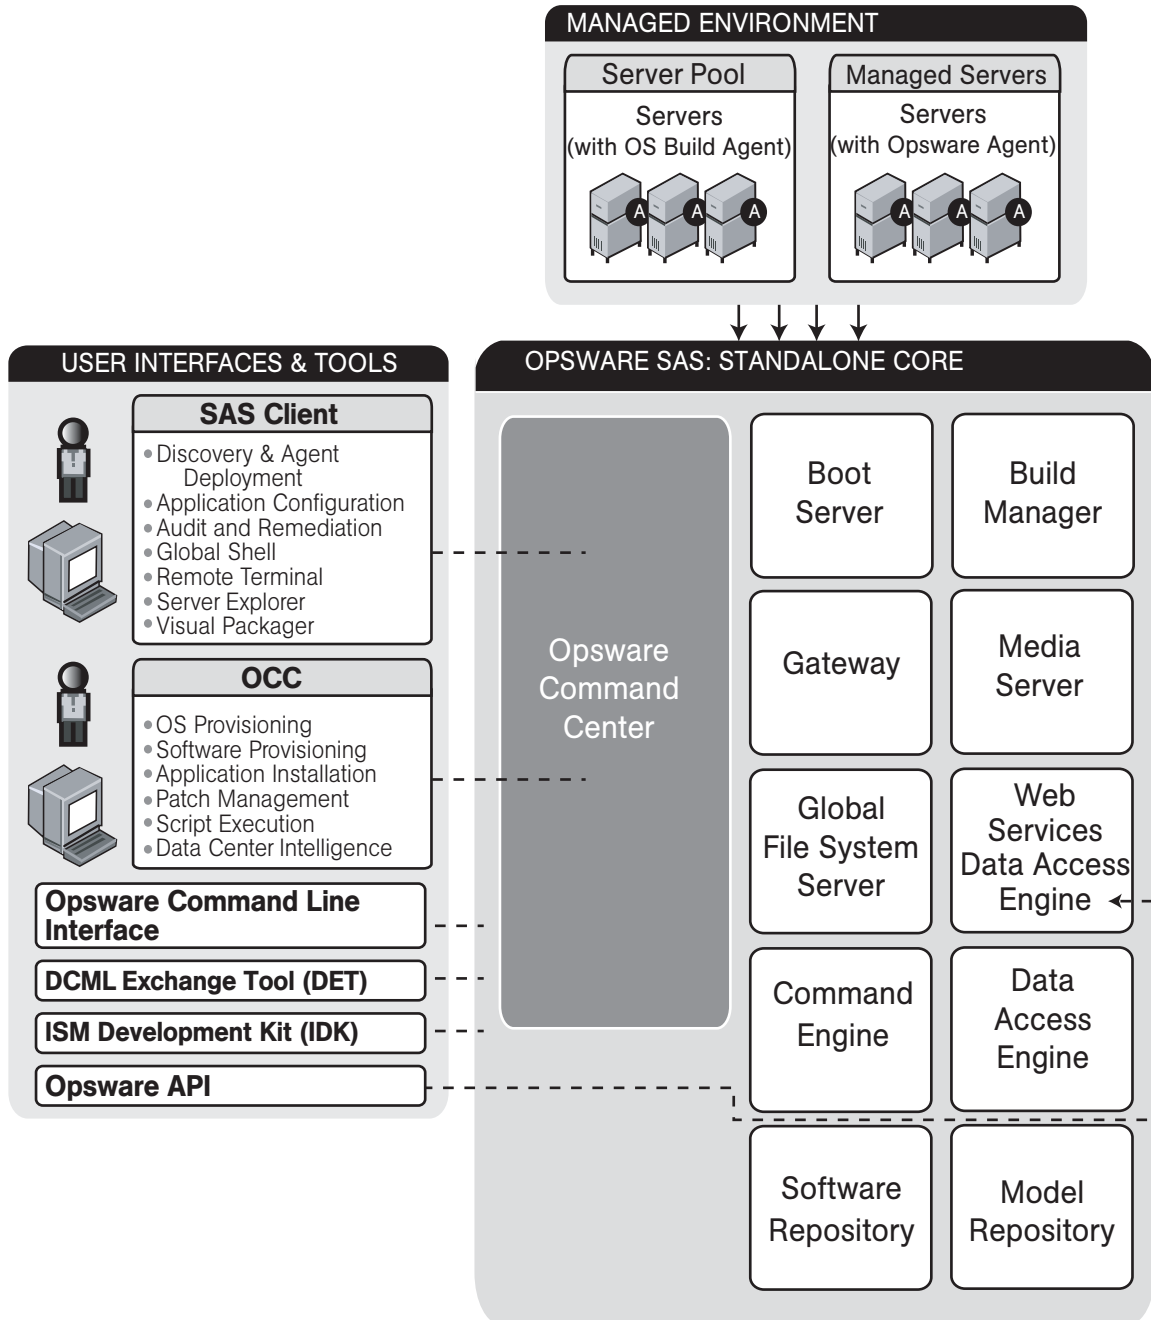 MANAGED ENVIRONMENT
Server Pool
Servers
(with OS Build Agent)
A
A
A
Managed Servers
Servers
(with Opsware Agent)
A
A
A
USER INTERFACES & TOOLS
SAS Client
Discovery & Agent
Deployment
Application Configuration
Audit and Remediation
Global Shell
Remote Terminal
Server Explorer
Visual Packager
OCC
OS Provisioning
Software Provisioning
Application Installation
Patch Management
Script Execution
Data Center Intelligence
Opsware Command Line
Interface
DCML Exchange Tool (DET)
ISM Development Kit (IDK)
Opsware API
OPSWARE SAS: STANDALONE CORE
Opsware
Command
Center
Boot
Server
Build
Manager
Gateway
Media
Server
Global
File System
Server
Web
Services
Data Access
Engine
Command
Engine
Data
Access
Engine
Software
Repository
Model
Repository